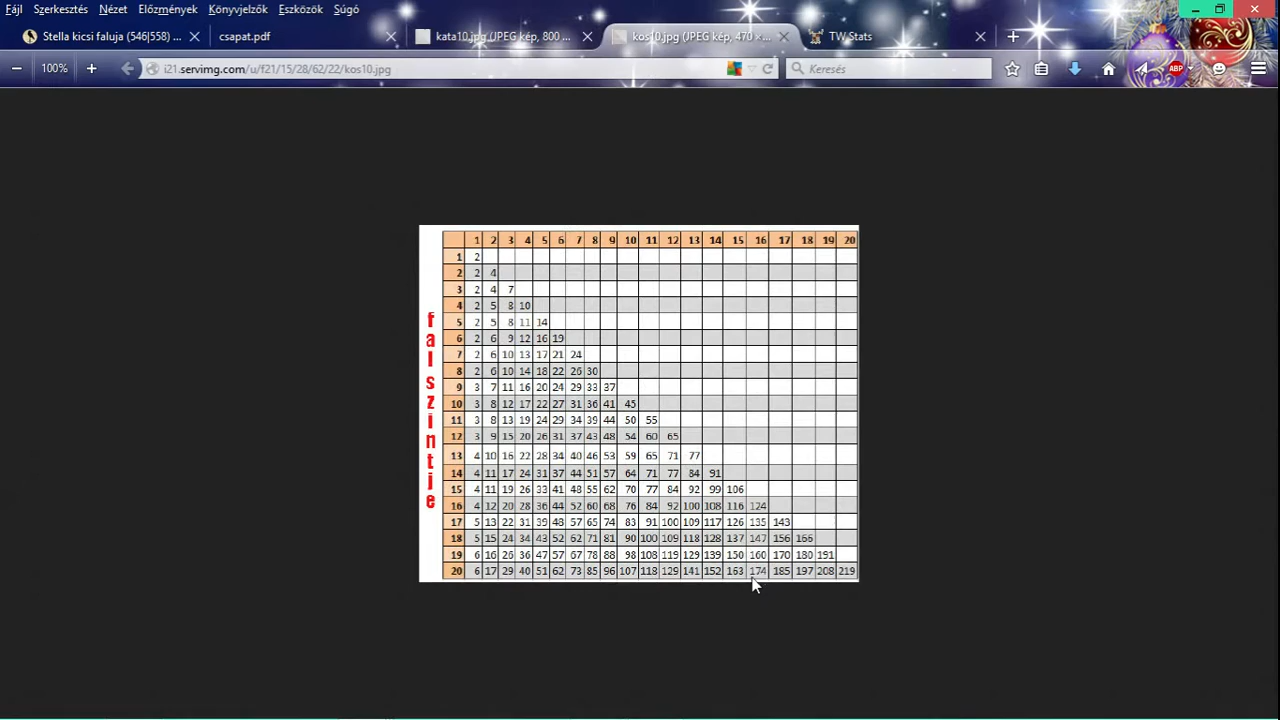 Fájl Szerkesztés Nézet Előzmények Könyvjelzők Eszközök Súgó
Stella kicsi faluja (546|558) ... csapat.pdf kata10.jpg (JPEG kép, 800 ... kos10.jpg (JPEG kép, 470 ×... TW Stats
100% i21.servimg.com/u/f21/15/28/62/22/kos10.jpg Keresés ABP
fal szintje
1 2 3 4 5 6 7 8 9 10 11 12 13 14 15 16 17 18 19 20
1 2
2 2 4
3 2 4 7
4 2 5 8 10
5 2 5 8 11 14
6 2 6 9 12 16 19
7 2 6 10 13 17 21 24
8 2 6 10 14 18 22 26 30
9 3 7 11 16 20 24 29 33 37
10 3 8 12 17 22 27 31 36 41 45
11 3 8 13 19 24 29 34 39 44 50 55
12 3 9 15 20 26 31 37 43 48 54 60 65
13 4 10 16 22 28 34 40 46 53 59 65 71 77
14 4 11 17 24 31 37 44 51 57 64 71 77 84 91
15 4 11 19 26 33 41 48 55 62 70 77 84 92 99 106
16 4 12 20 28 36 44 52 60 68 76 84 92 100 108 116 124
17 5 13 22 31 39 48 57 65 74 83 91 100 109 117 126 135 143
18 5 15 24 34 43 52 62 71 81 90 100 109 118 128 137 147 156 166
19 6 16 26 36 47 57 67 78 88 98 108 119 129 139 150 160 170 180 191
20 6 17 29 40 51 62 73 85 96 107 118 129 141 152 163 174 185 197 208 219